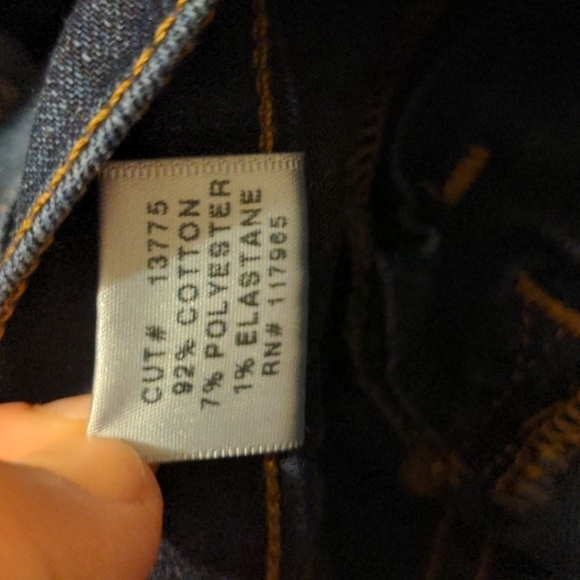 CUT# 13775
92% COTTON
7% POLYESTER
1% ELASTANE
RN# 117965